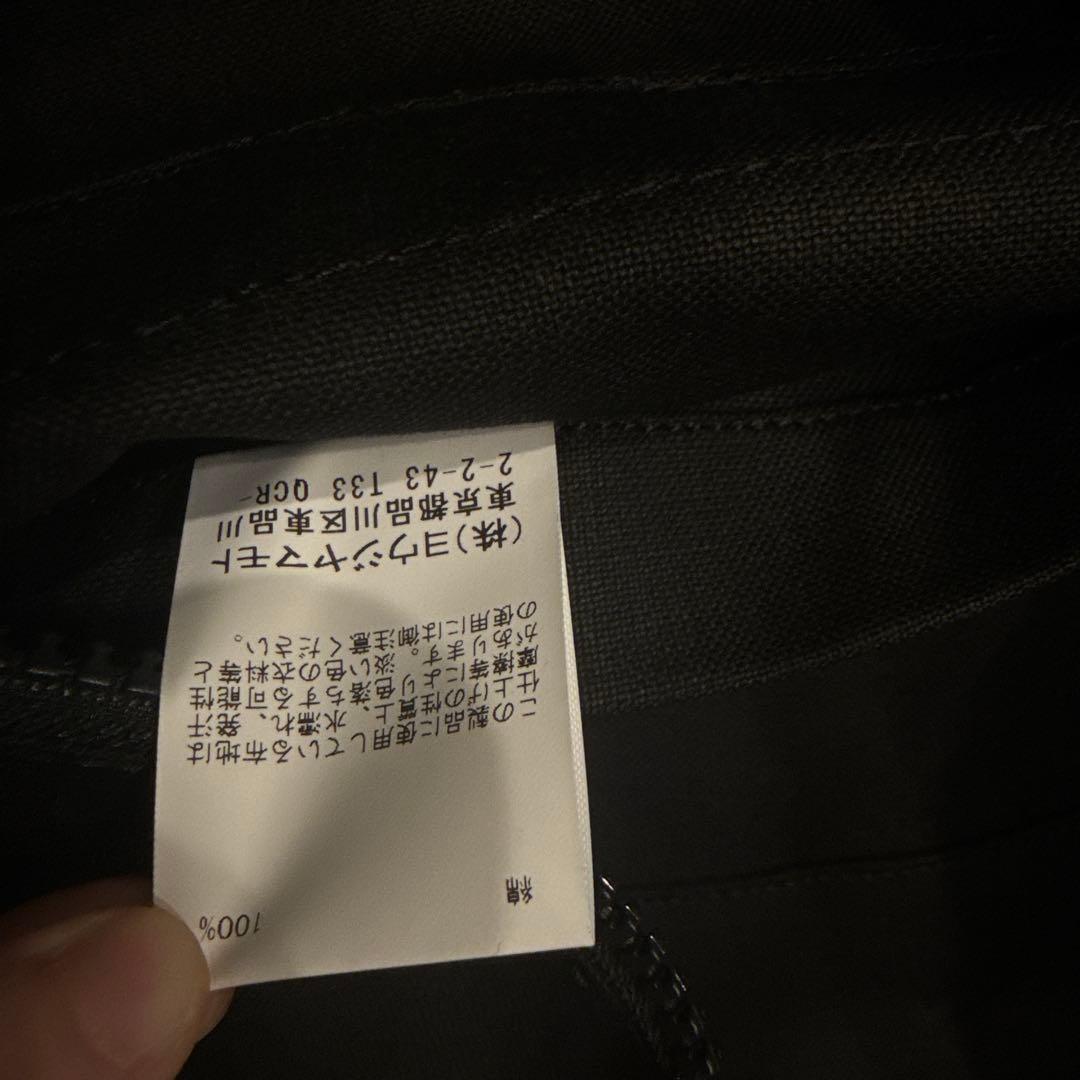 綿 100%
この製品に使用している布地は
仕上げの性質上、水濡れ、発汗
摩擦等により色落ちする可能性
があります。淡い色の衣料等と
の使用には御注意ください。
(株)ヨウジヤマモト
東京都品川区東品川
2-2-43 T33 QCR-